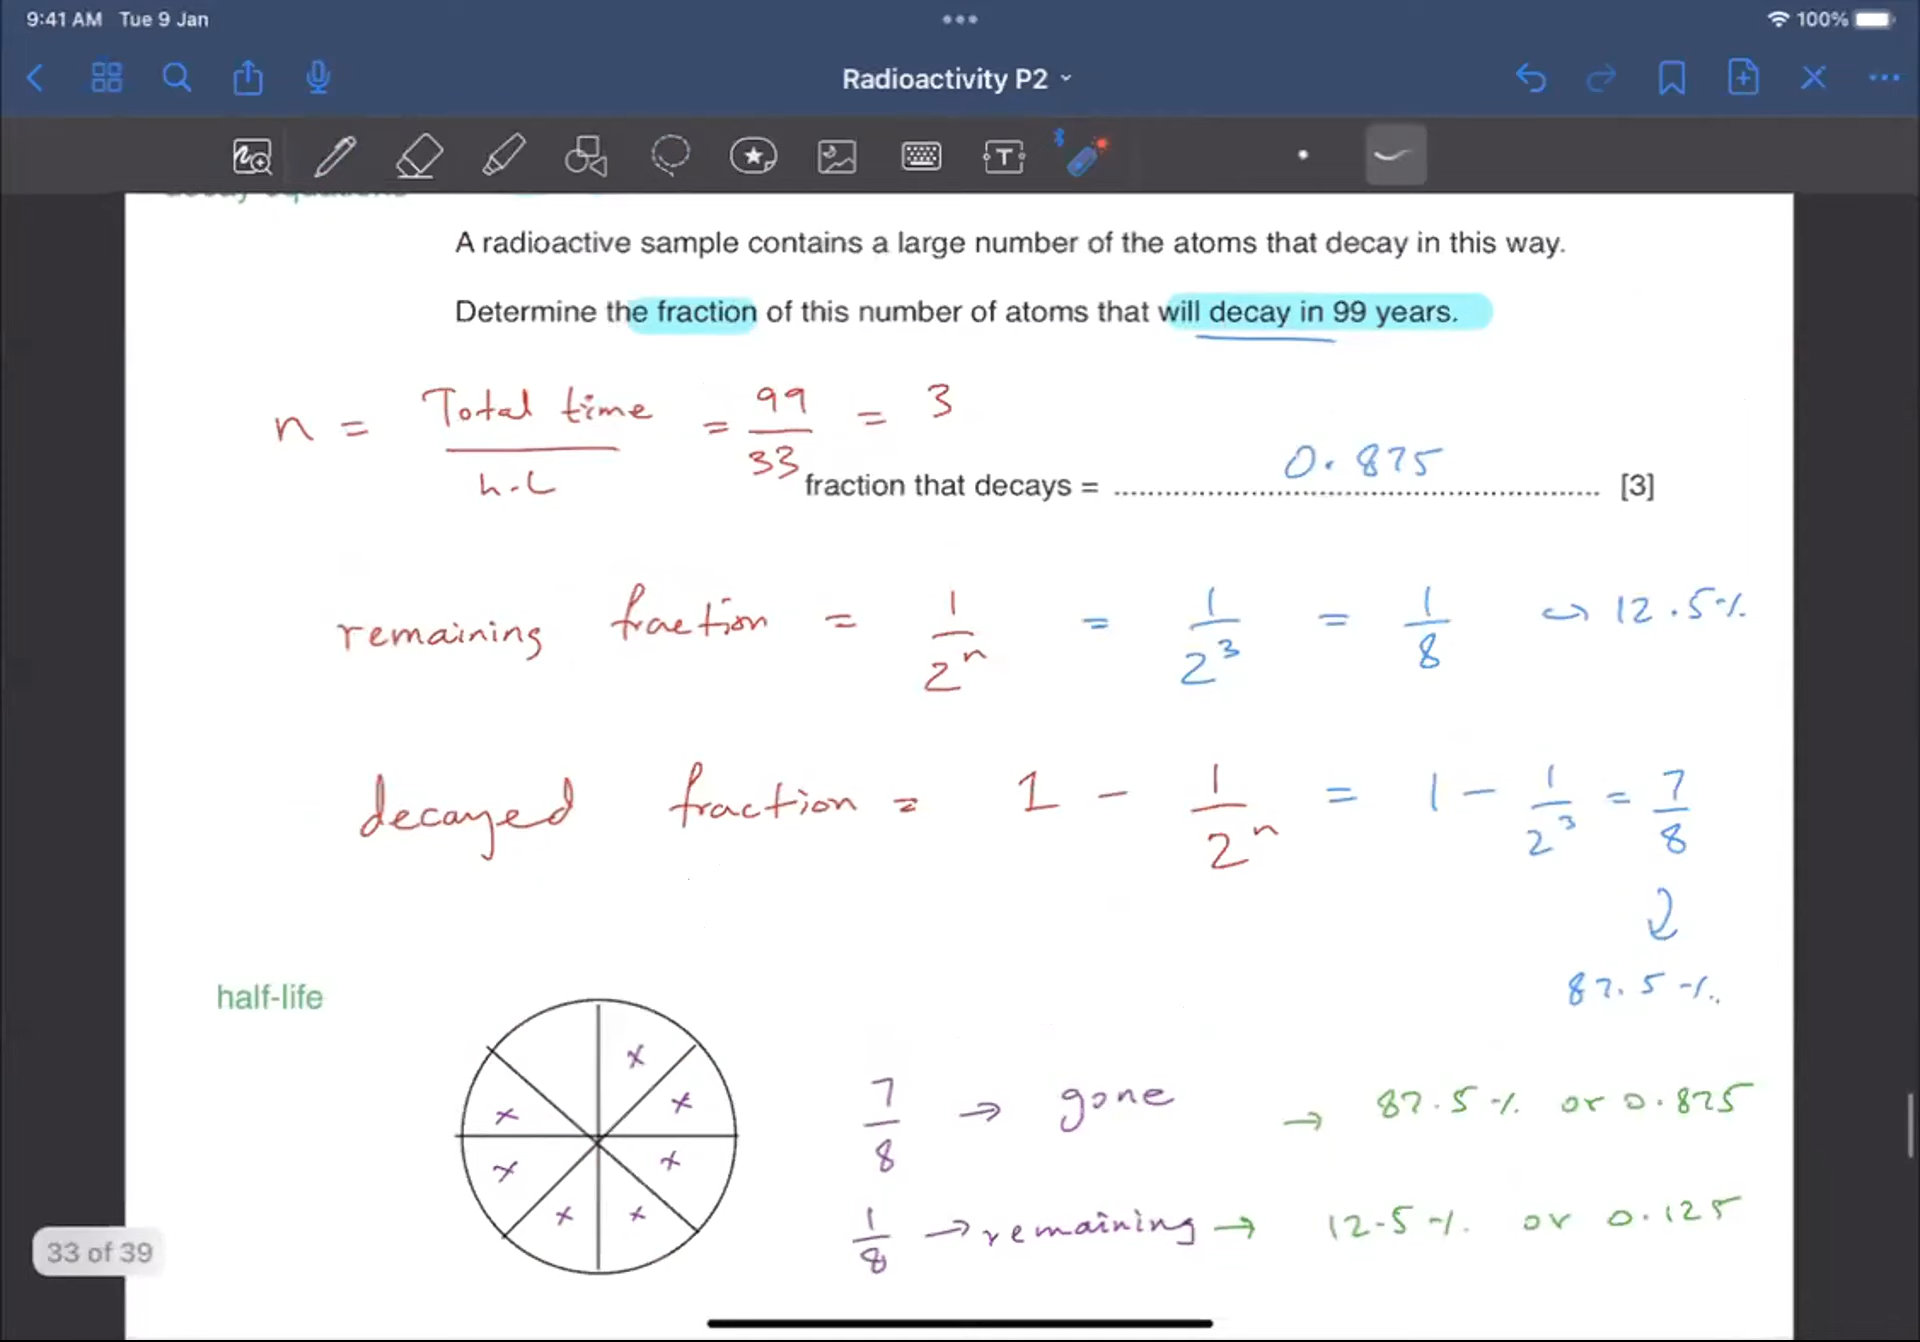 9:41 AM Tue 9 Jan
100%
Radioactivity P2
decay equations
A radioactive sample contains a large number of the atoms that decay in this way.
Determine the fraction of this number of atoms that will decay in 99 years.
n = Total time / h.L = 99 / 33 = 3
0.875
fraction that decays = ........................................ [3]
remaining fraction = 1 / 2^n = 1 / 2^3 = 1 / 8 ↪ 12.5%
decayed fraction = 1 - 1 / 2^n = 1 - 1 / 2^3 = 7 / 8
87.5%
half-life
x x x x x x x
7 / 8 → gone → 87.5% or 0.875
1 / 8 → remaining → 12.5% or 0.125
33 of 39